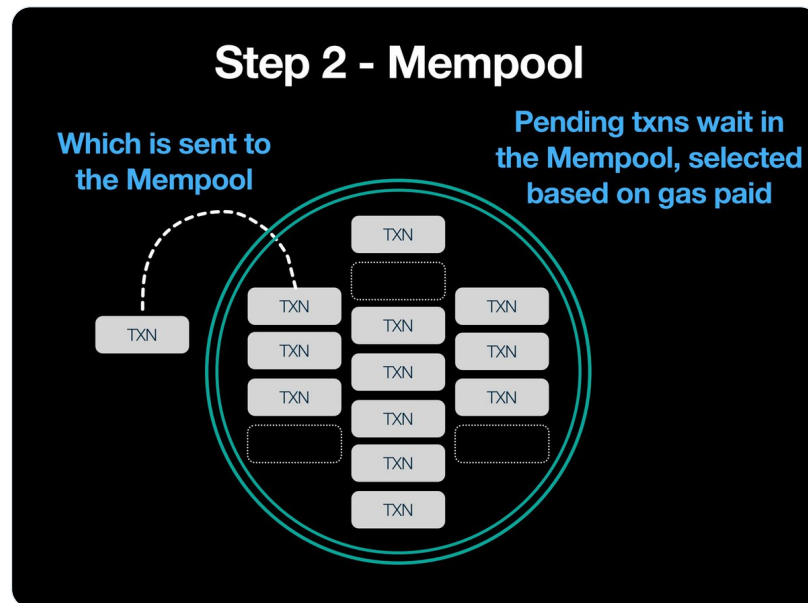 Step 2 - Mempool
Which is sent to
the Mempool
Pending txns wait in
the Mempool, selected
based on gas paid
TXN
TXN
TXN
TXN
TXN
TXN
TXN
TXN
TXN
TXN
TXN
TXN
TXN